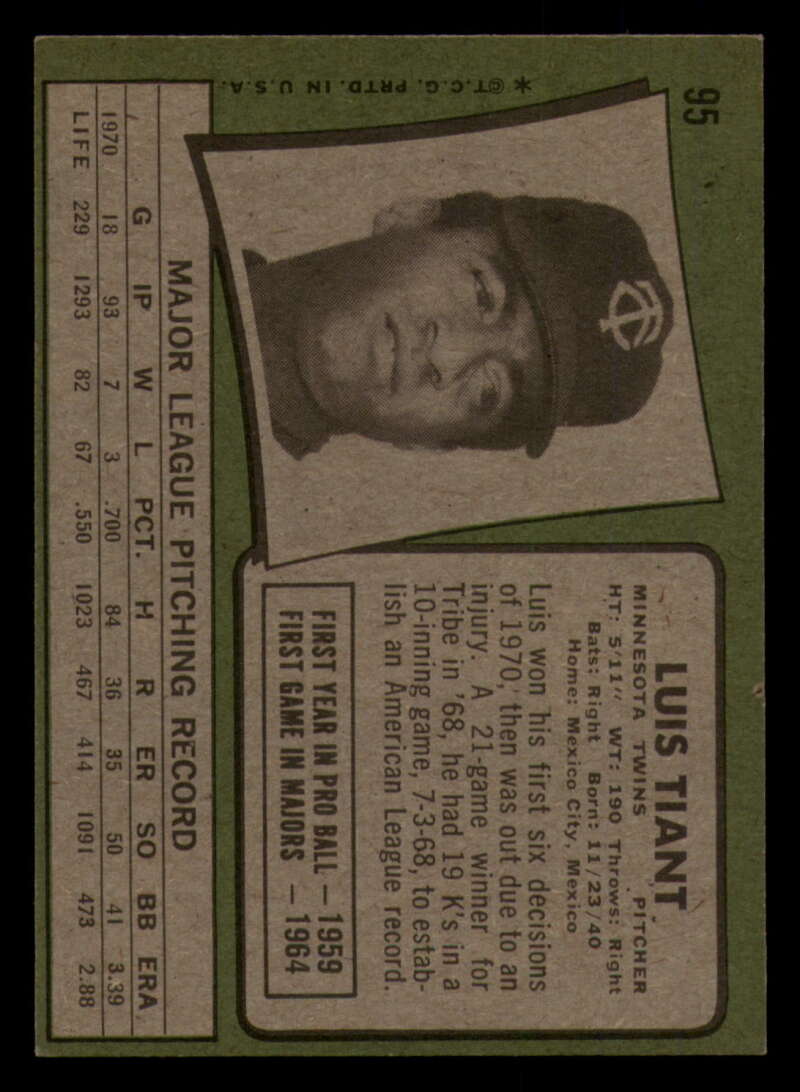 95
*©T.C.G. PRTD. IN U.S.A.
TC
LUIS TIANT
MINNESOTA TWINS PITCHER
HT: 5'11" WT: 190 Throws: Right
Bats: Right Born: 11/23/40
Home: Mexico City, Mexico
Luis won his first six decisions
of 1970, then was out due to an
injury. A 21-game winner for
Tribe in '68, he had 19 K's in a
10-inning game, 7-3-68, to estab-
lish an American League record.
FIRST YEAR IN PRO BALL — 1959
FIRST GAME IN MAJORS — 1964
MAJOR LEAGUE PITCHING RECORD
G IP W L PCT. H R ER SO BB ERA
1970 18 93 7 3 .700 84 36 35 50 41 3.39
LIFE 229 1293 82 67 .550 1023 467 414 1091 473 2.88